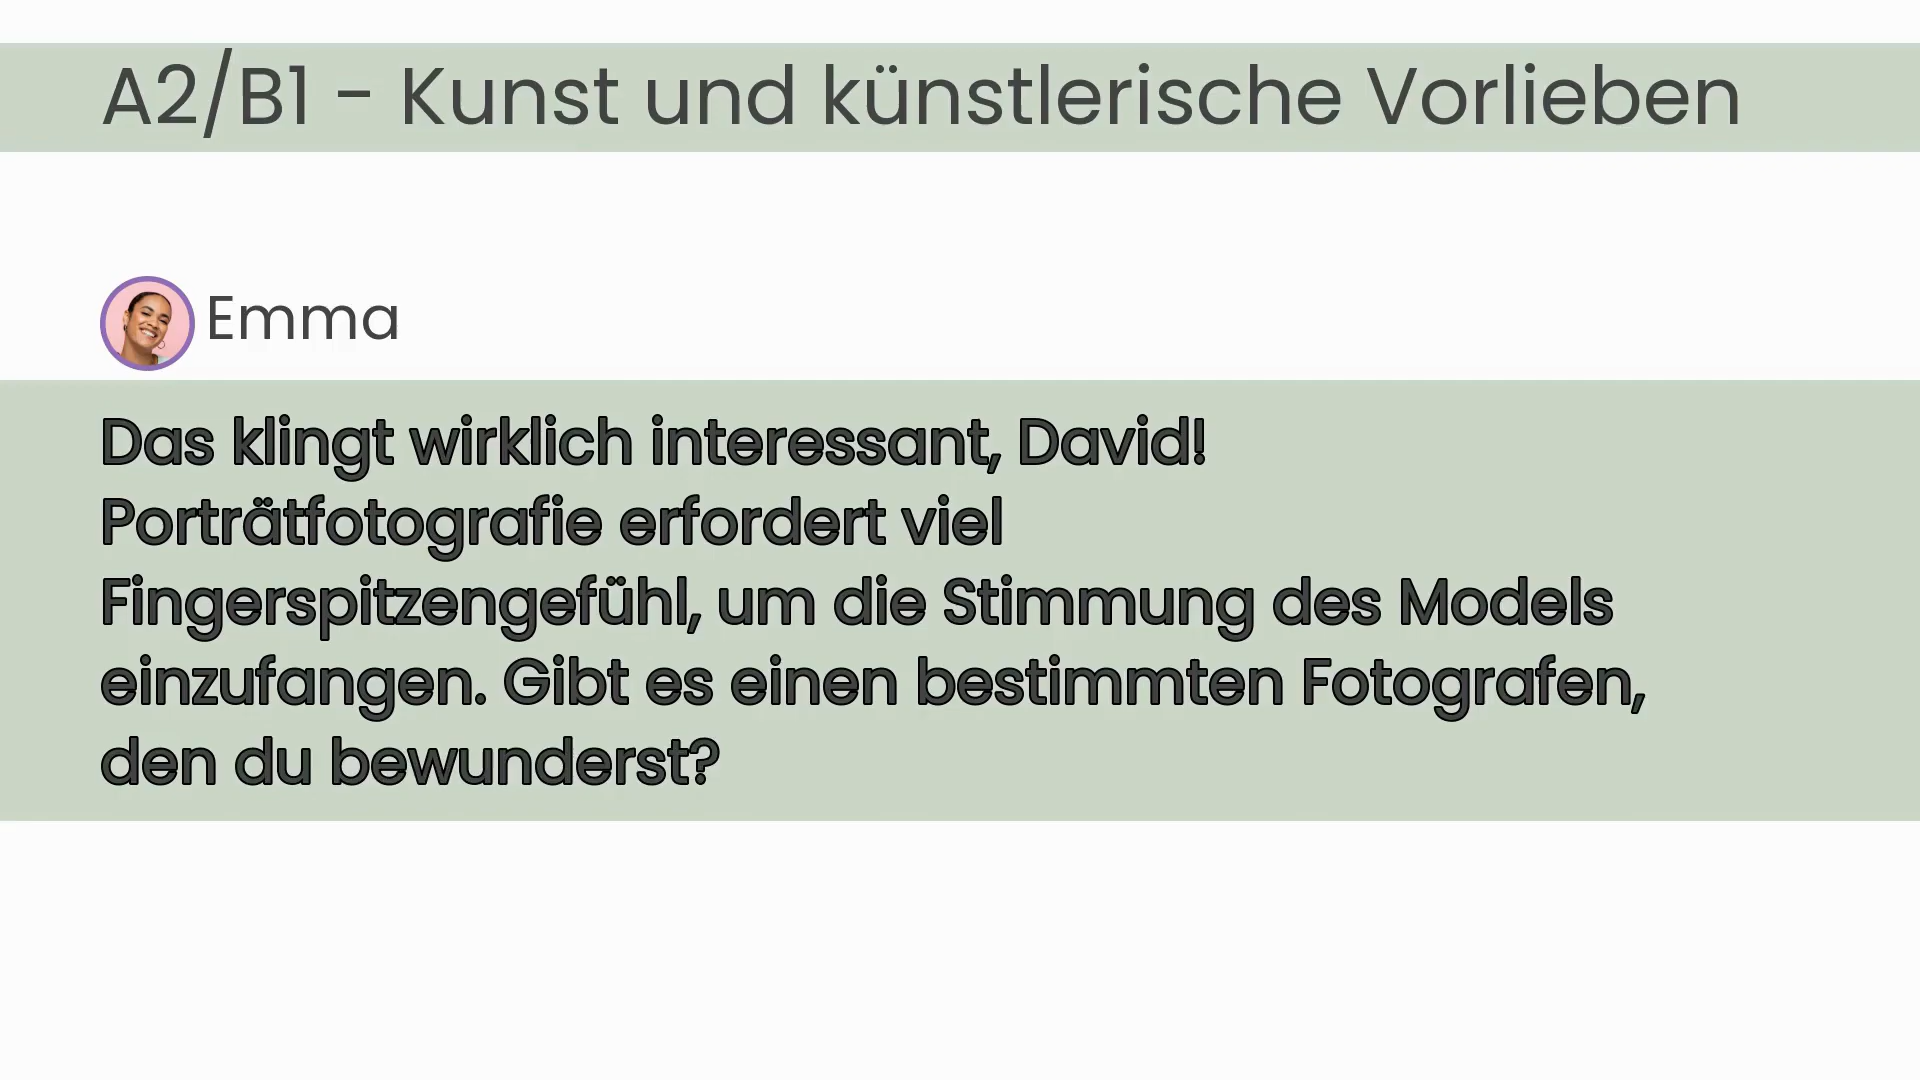 A2/B1 - Kunst und künstlerische Vorlieben
Emma
Das klingt wirklich interessant, David!
Porträtfotografie erfordert viel
Fingerspitzengefühl, um die Stimmung des Models
einzufangen. Gibt es einen bestimmten Fotografen,
den du bewunderst?